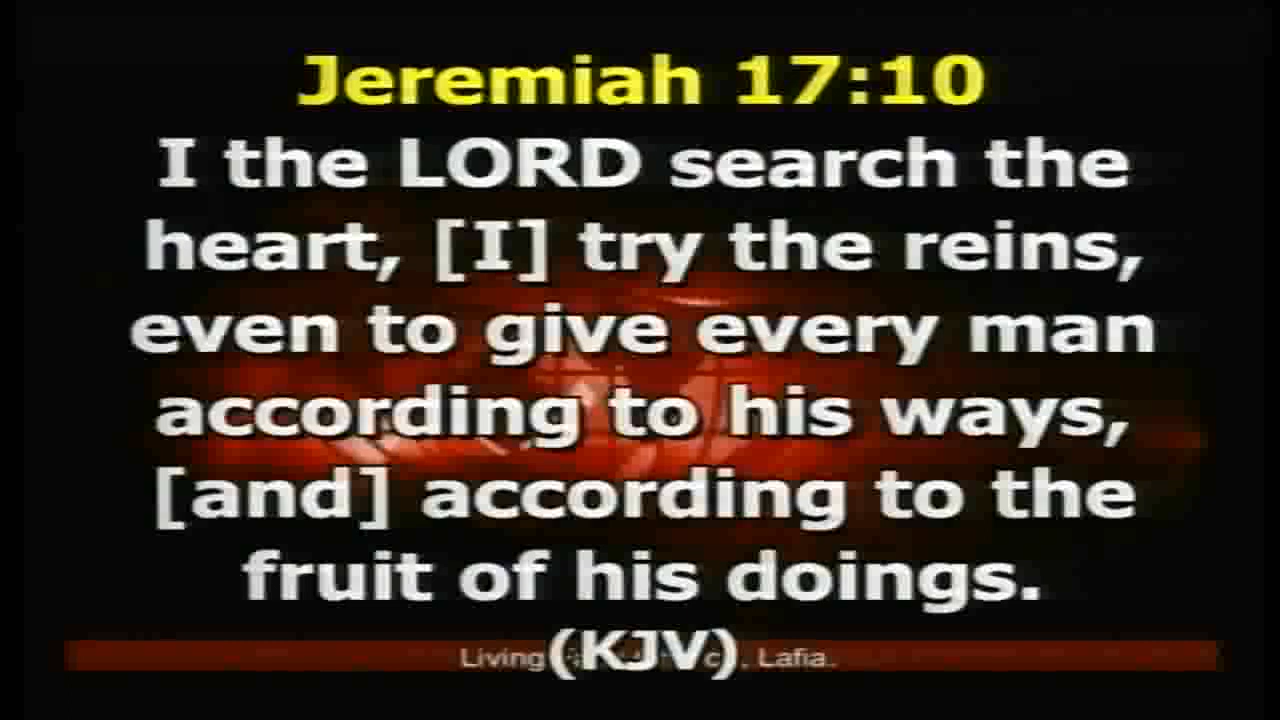 Jeremiah 17:10
I the LORD search the
heart, [I] try the reins,
even to give every man
according to his ways,
[and] according to the
fruit of his doings.
(KJV)
Living Lafia.